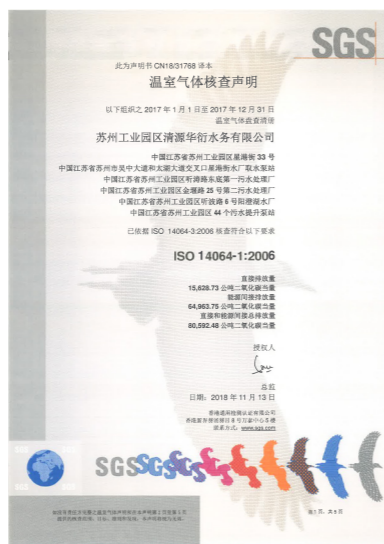 SGS
此为声明书 CN18/31768 译本
温室气体核查声明
以下组织之 2017 年 1 月 1 日至 2017 年 12 月 31 日
温室气体盘查清册
苏州工业园区清源华衍水务有限公司
中国江苏省苏州工业园区星港街 33 号
中国江苏省苏州市吴中大道和太湖大道交叉口星港街水厂取水泵站
中国江苏省苏州工业园区听涛路东底第一污水处理厂
中国江苏省苏州工业园区金堰路 25 号第二污水处理厂
中国江苏省苏州工业园区听波路 6 号阳澄湖水厂
中国江苏省苏州工业园区 44 个污水提升泵站
已依据 ISO 14064-3:2006 核查符合以下要求
ISO 14064-1:2006
直接排放量
15,628.73 公吨二氧化碳当量
能源间接排放量
64,963.75 公吨二氧化碳当量
直接和能源间接总排放量
80,592.48 公吨二氧化碳当量
授权人
总监
日期: 2018 年 11 月 13 日
www.sgs.com
SGS SGS SGS
第 1 页，共 5 页